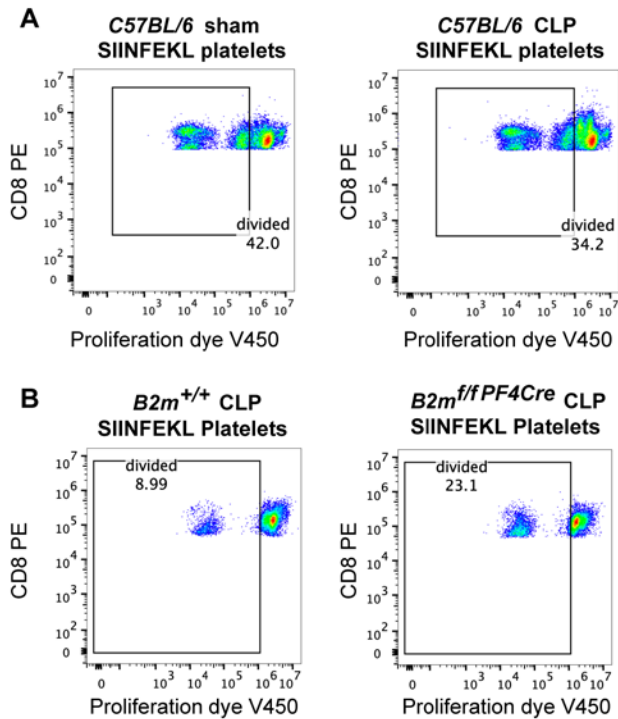 A
C57BL/6 sham
SIINFEKL platelets
C57BL/6 CLP
SIINFEKL platelets
CD8 PE
10^7
10^6
10^5
10^4
10^3
10^2
0
divided
42.0
0 10^3 10^4 10^5 10^6 10^7
Proliferation dye V450
CD8 PE
10^7
10^6
10^5
10^4
10^3
10^2
0
divided
34.2
0 10^3 10^4 10^5 10^6 10^7
Proliferation dye V450
B
B2m^+/+ CLP
SIINFEKL Platelets
B2m^f/f PF4Cre CLP
SIINFEKL Platelets
CD8 PE
10^7
10^6
10^5
10^4
10^3
10^2
0
divided
8.99
0 10^3 10^4 10^5 10^6 10^7
Proliferation dye V450
CD8 PE
10^7
10^6
10^5
10^4
10^3
10^2
0
divided
23.1
0 10^3 10^4 10^5 10^6 10^7
Proliferation dye V450